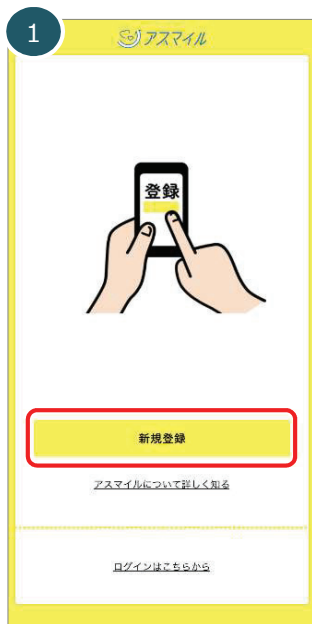 1
アスマイル
登録
新規登録
アスマイルについて詳しく知る
ログインはこちらから